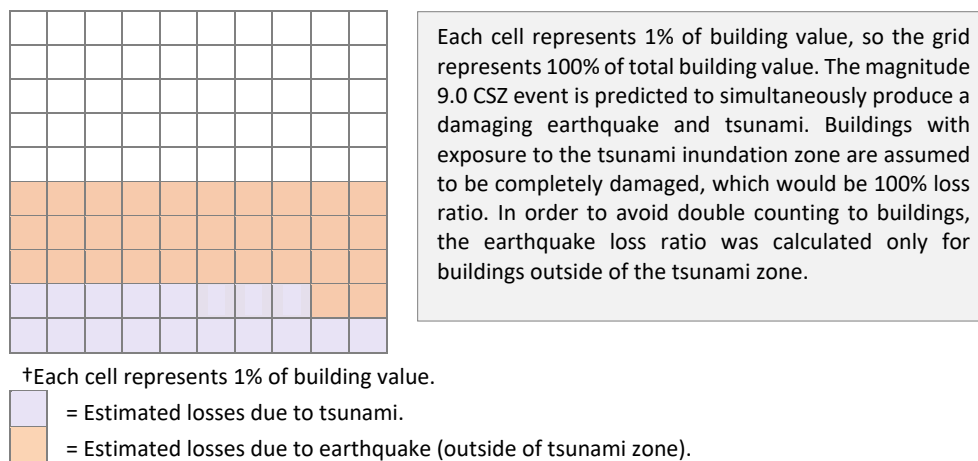 Each cell represents 1% of building value, so the grid
represents 100% of total building value. The magnitude
9.0 CSZ event is predicted to simultaneously produce a
damaging earthquake and tsunami. Buildings with
exposure to the tsunami inundation zone are assumed
to be completely damaged, which would be 100% loss
ratio. In order to avoid double counting to buildings,
the earthquake loss ratio was calculated only for
buildings outside of the tsunami zone.
†Each cell represents 1% of building value.
= Estimated losses due to tsunami.
= Estimated losses due to earthquake (outside of tsunami zone).